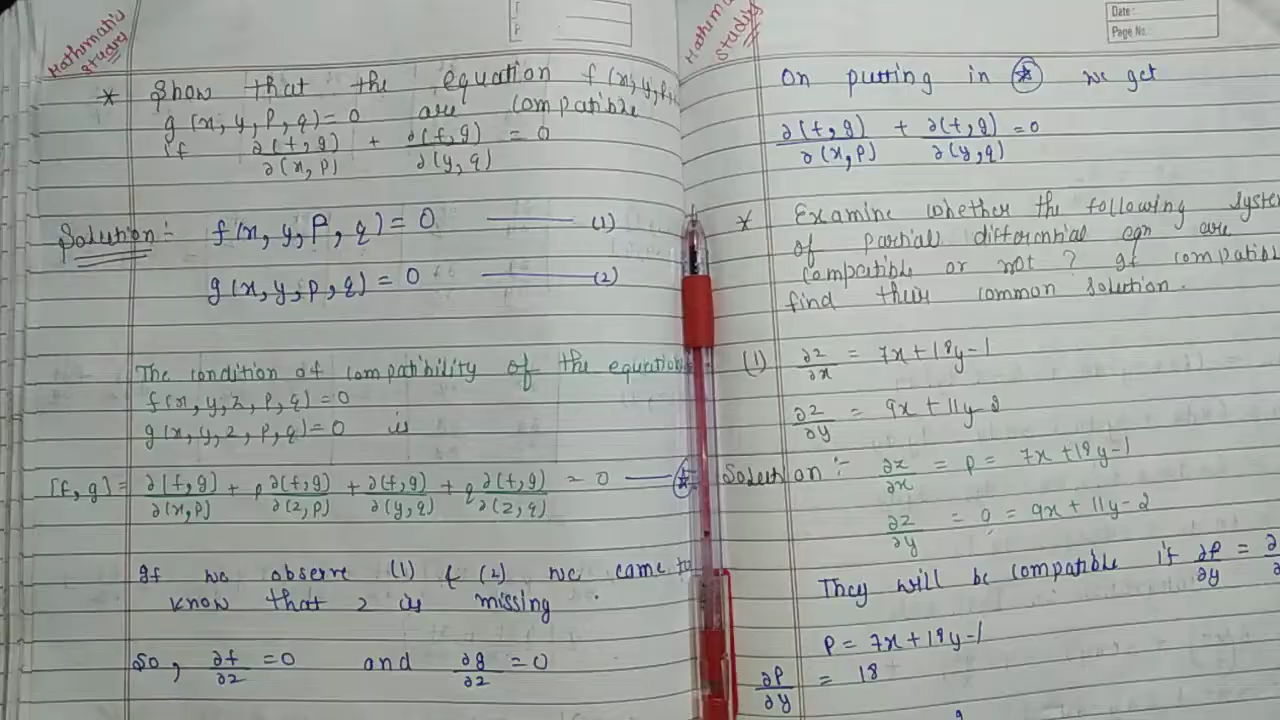 Mathematics
Study
* Show that the equation f(x,y,p,
g(x,y,p,q)=0 are compatible
if ∂(f,g)/∂(x,p) + ∂(f,g)/∂(y,q) = 0
Solution:- f(x,y,p,q)=0 —— (1)
g(x,y,p,q)=0 —— (2)
The condition of compatibility of the equations
f(x,y,z,p,q)=0
g(x,y,z,p,q)=0 is
[f,g] = ∂(f,g)/∂(x,p) + p ∂(f,g)/∂(z,p) + ∂(f,g)/∂(y,q) + q ∂(f,g)/∂(z,q) = 0 —— *
If we observe (1) & (2) we came to
know that z is missing.
So, ∂f/∂z = 0 and ∂g/∂z = 0
Mathem
Study
Date:
Page No
On putting in * we get
∂(f,g)/∂(x,p) + ∂(f,g)/∂(y,q) = 0
* Examine whether the following system
of partial differential eqn are
compatible or not? If compatible
find their common solution.
(1) ∂z/∂x = 7x+18y-1
∂z/∂y = 9x+11y-2
Solution:- ∂x/∂x = p = 7x+18y-1
∂z/∂y = q = 9x+11y-2
They will be compatible if ∂p/∂y = ∂
p = 7x+18y-1
∂p/∂y = 18